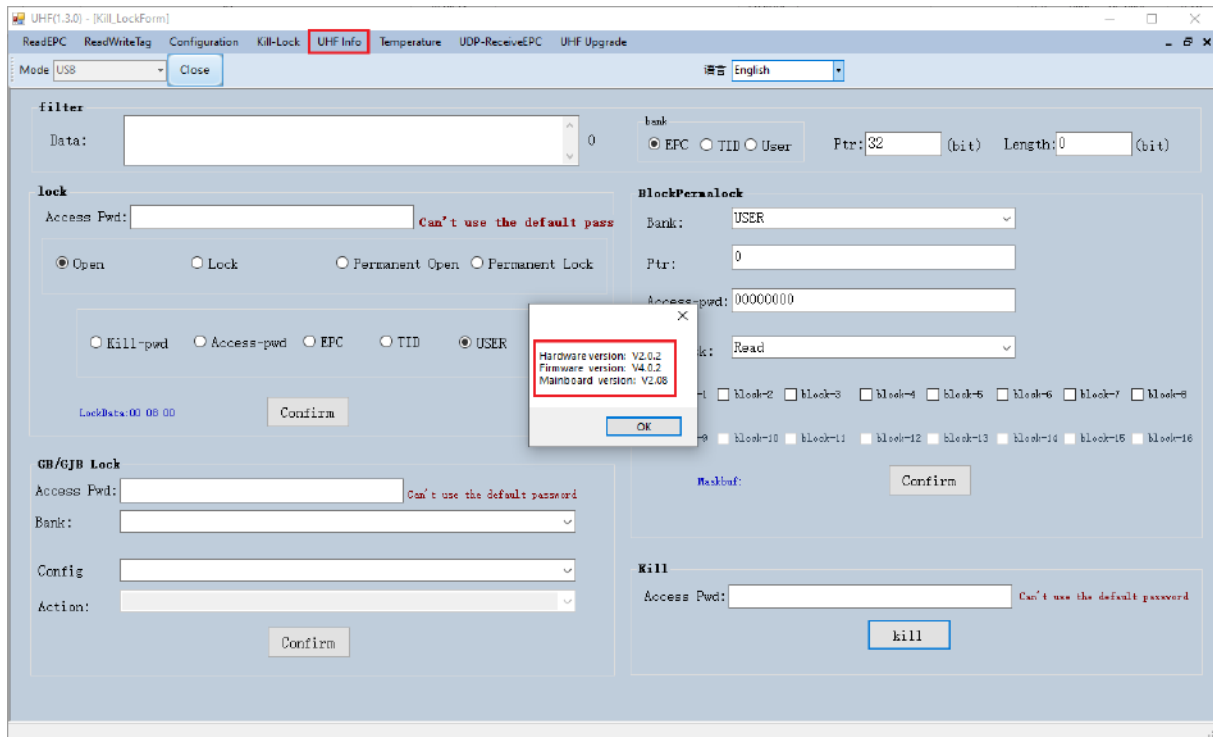 UHF(1.3.0) - [Kill_LockForm]
ReadEPC ReadWriteTag Configuration Kill-Lock UHF Info Temperature UDP-ReceiveEPC UHF Upgrade
Mode USB Close 语言 English
filter
Data: 0
bank
EPC TID User Ptr: 32 (bit) Length: 0 (bit)
lock
Access Pwd: Can't use the default pass
Open Lock Permanent Open Permanent Lock
Kill-pwd Access-pwd EPC TID USER
LockData:00 08 00 Confirm
BlockPermalock
Bank: USER
Ptr: 0
Access-pwd: 00000000
k: Read
-1 block-2 block-3 block-4 block-5 block-6 block-7 block-8
-9 block-10 block-11 block-12 block-13 block-14 block-15 block-16
Maskbuf: Confirm
Hardware version: V2.0.2
Firmware version: V4.0.2
Mainboard version: V2.08
OK
GB/GJB Lock
Access Pwd: Can't use the default password
Bank:
Config
Action:
Confirm
Kill
Access Pwd: Can't use the default password
kill